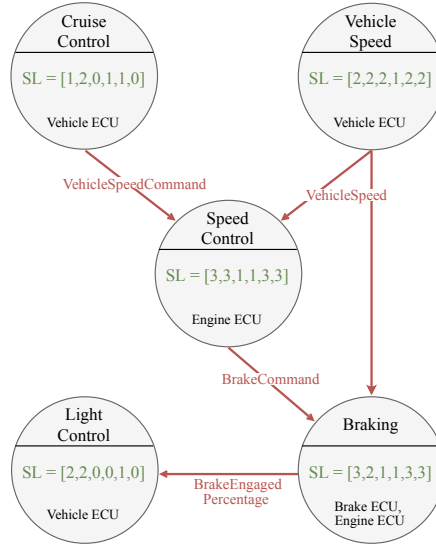 Cruise
Control
SL = [1,2,0,1,1,0]
Vehicle ECU
Vehicle
Speed
SL = [2,2,2,1,2,2]
Vehicle ECU
VehicleSpeedCommand
VehicleSpeed
Speed
Control
SL = [3,3,1,1,3,3]
Engine ECU
BrakeCommand
Light
Control
SL = [2,2,0,0,1,0]
Vehicle ECU
BrakeEngaged
Percentage
Braking
SL = [3,2,1,1,3,3]
Brake ECU,
Engine ECU